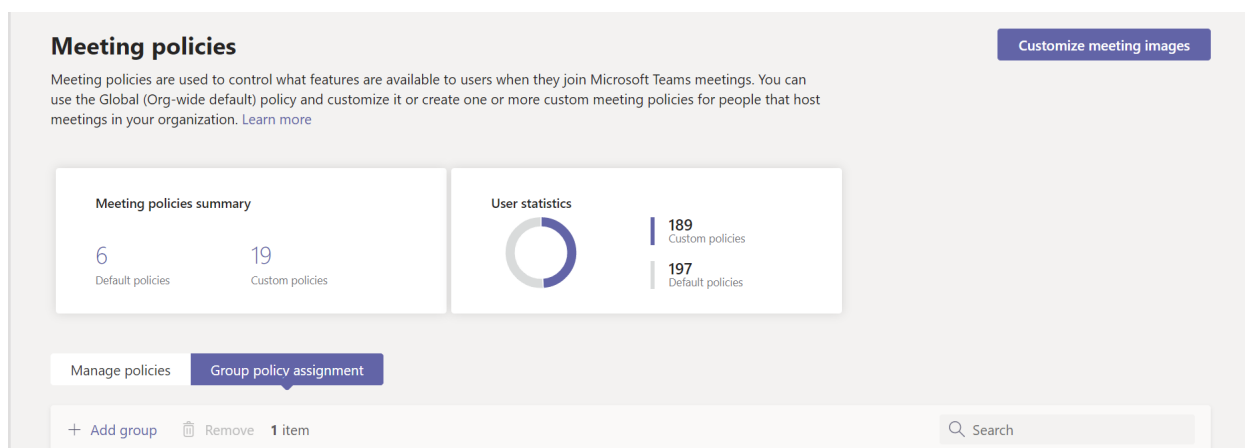 Meeting policies
Customize meeting images
Meeting policies are used to control what features are available to users when they join Microsoft Teams meetings. You can
use the Global (Org-wide default) policy and customize it or create one or more custom meeting policies for people that host
meetings in your organization. Learn more
Meeting policies summary
6
Default policies
19
Custom policies
User statistics
189
Custom policies
197
Default policies
Manage policies
Group policy assignment
+ Add group
Remove
1 item
Search